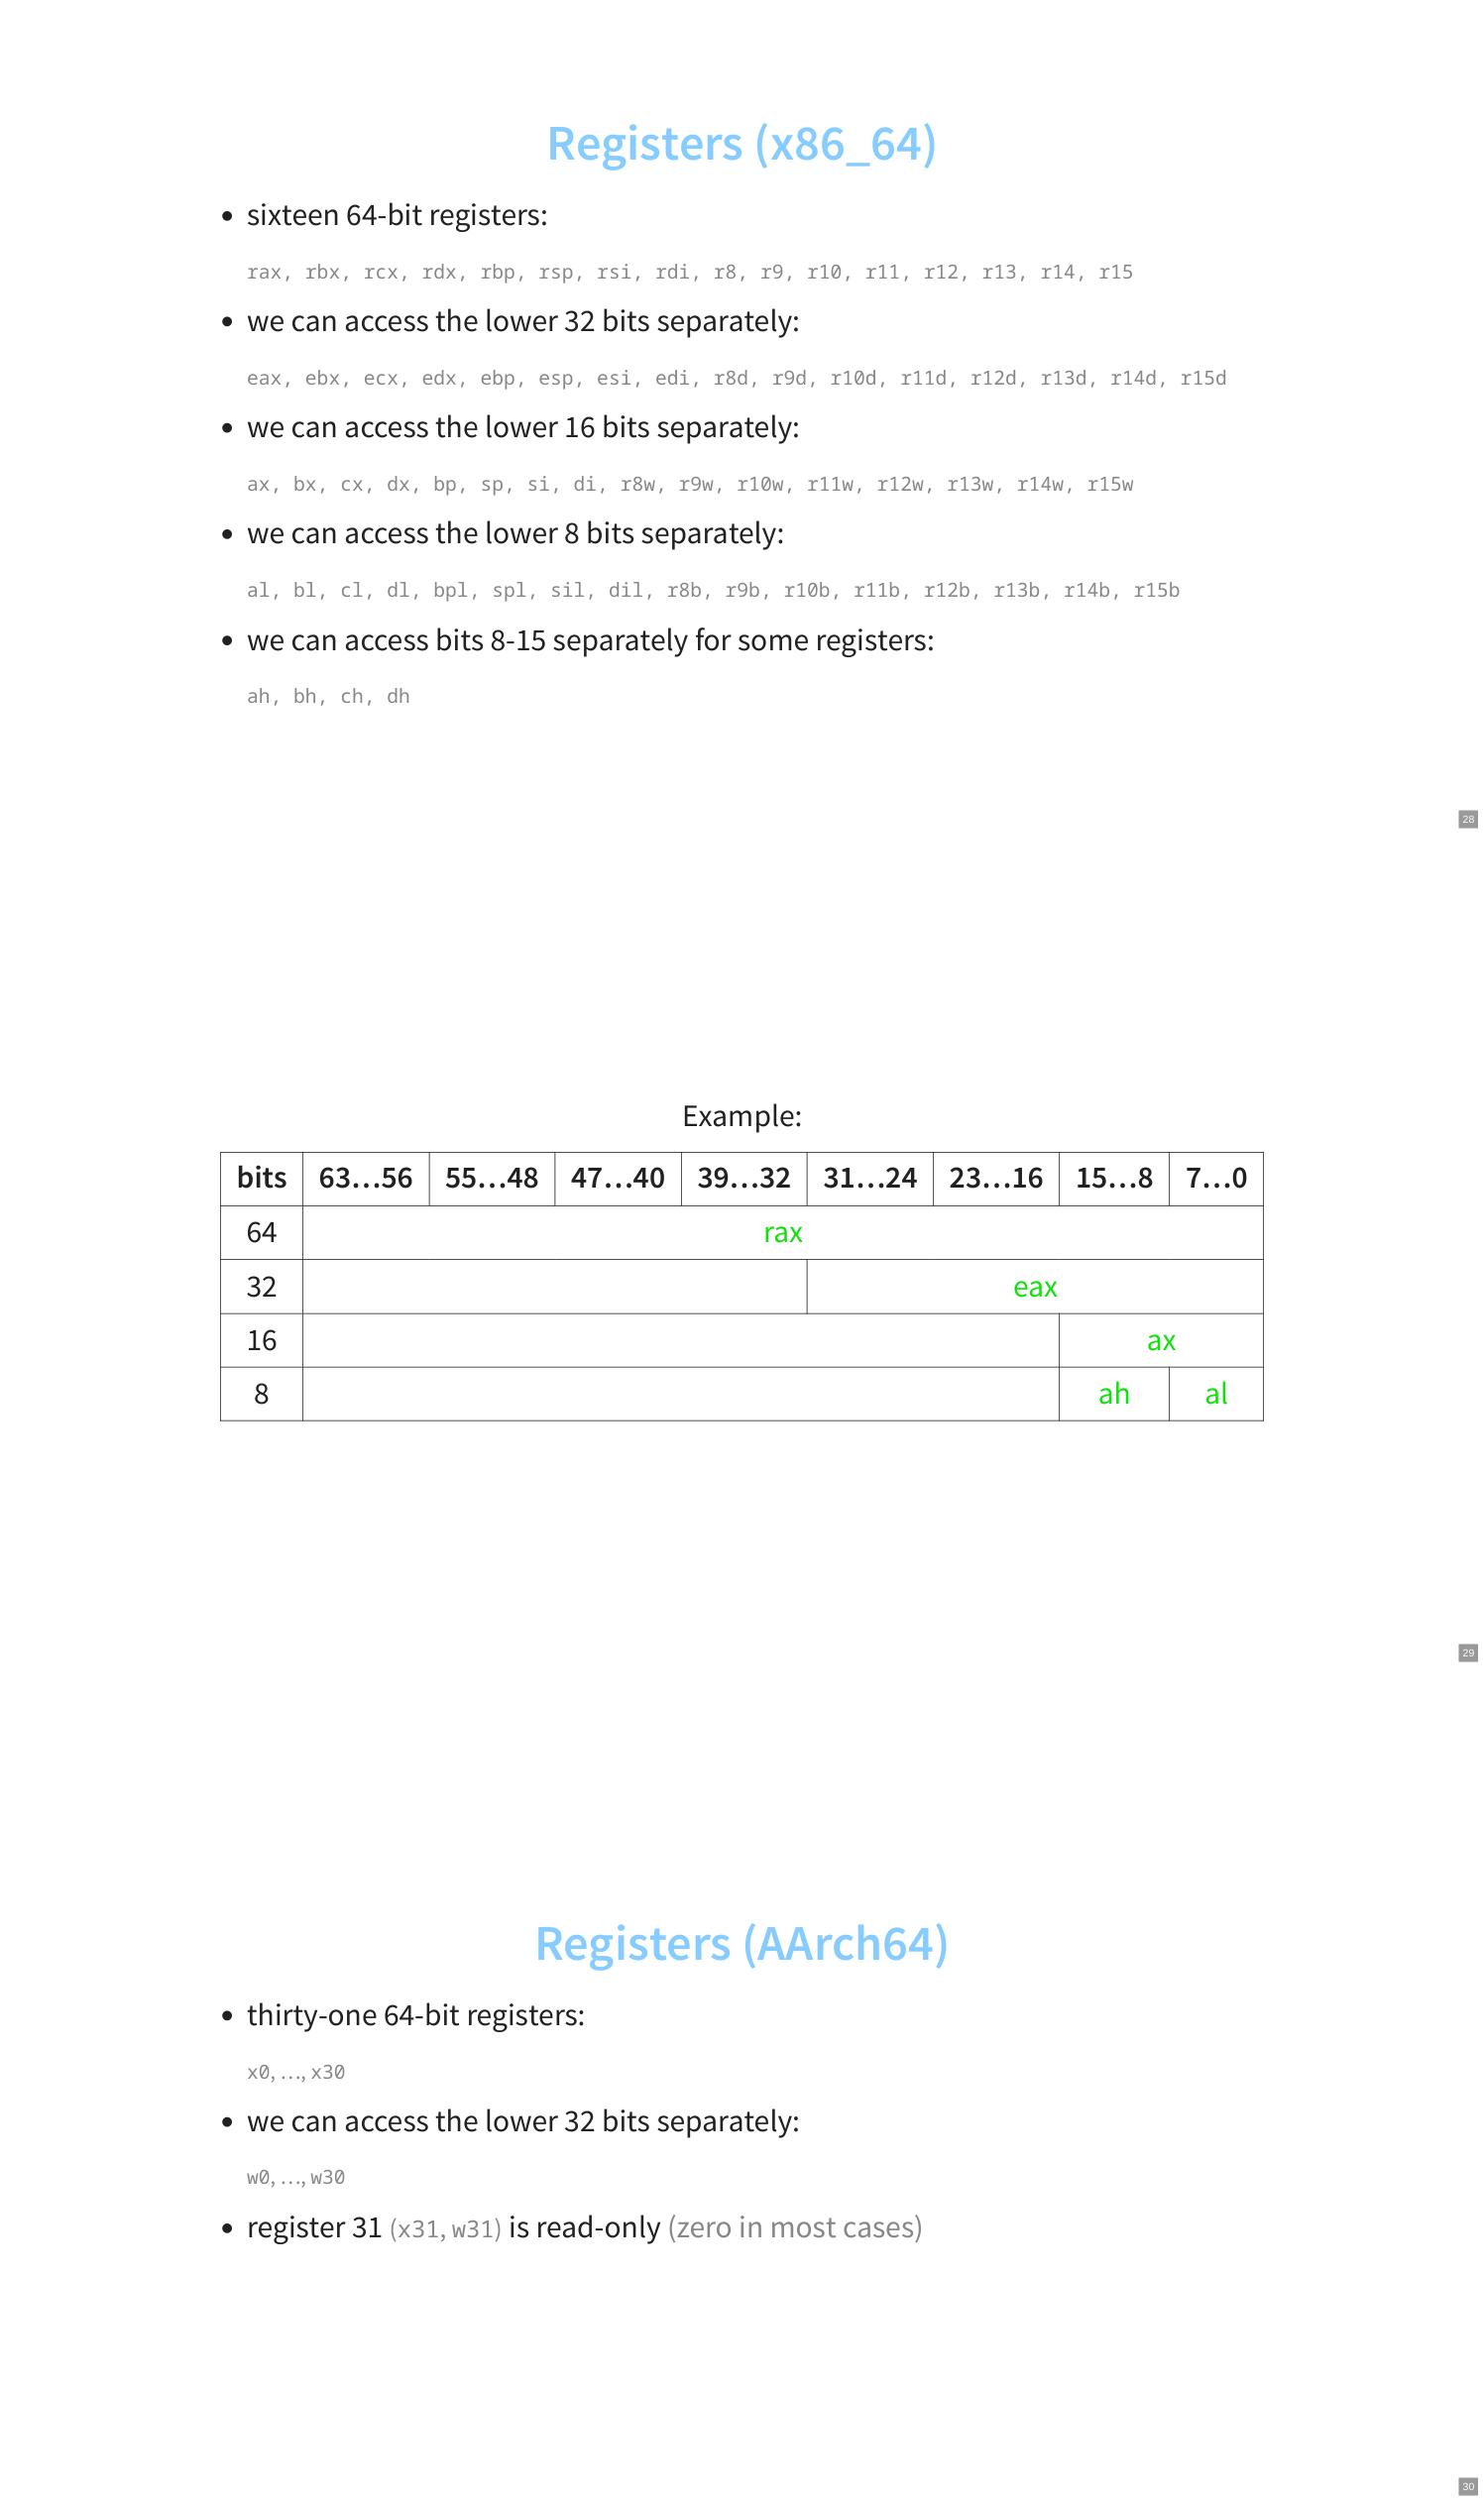 Registers (x86_64)
• sixteen 64-bit registers:
rax, rbx, rcx, rdx, rbp, rsp, rsi, rdi, r8, r9, r10, r11, r12, r13, r14, r15
• we can access the lower 32 bits separately:
eax, ebx, ecx, edx, ebp, esp, esi, edi, r8d, r9d, r10d, r11d, r12d, r13d, r14d, r15d
• we can access the lower 16 bits separately:
ax, bx, cx, dx, bp, sp, si, di, r8w, r9w, r10w, r11w, r12w, r13w, r14w, r15w
• we can access the lower 8 bits separately:
al, bl, cl, dl, bpl, spl, sil, dil, r8b, r9b, r10b, r11b, r12b, r13b, r14b, r15b
• we can access bits 8-15 separately for some registers:
ah, bh, ch, dh
28
Example:
bits 63…56 55…48 47…40 39…32 31…24 23…16 15…8 7…0
64 rax
32 eax
16 ax
8 ah al
29
Registers (AArch64)
• thirty-one 64-bit registers:
x0, …, x30
• we can access the lower 32 bits separately:
w0, …, w30
• register 31 (x31, w31) is read-only (zero in most cases)
30